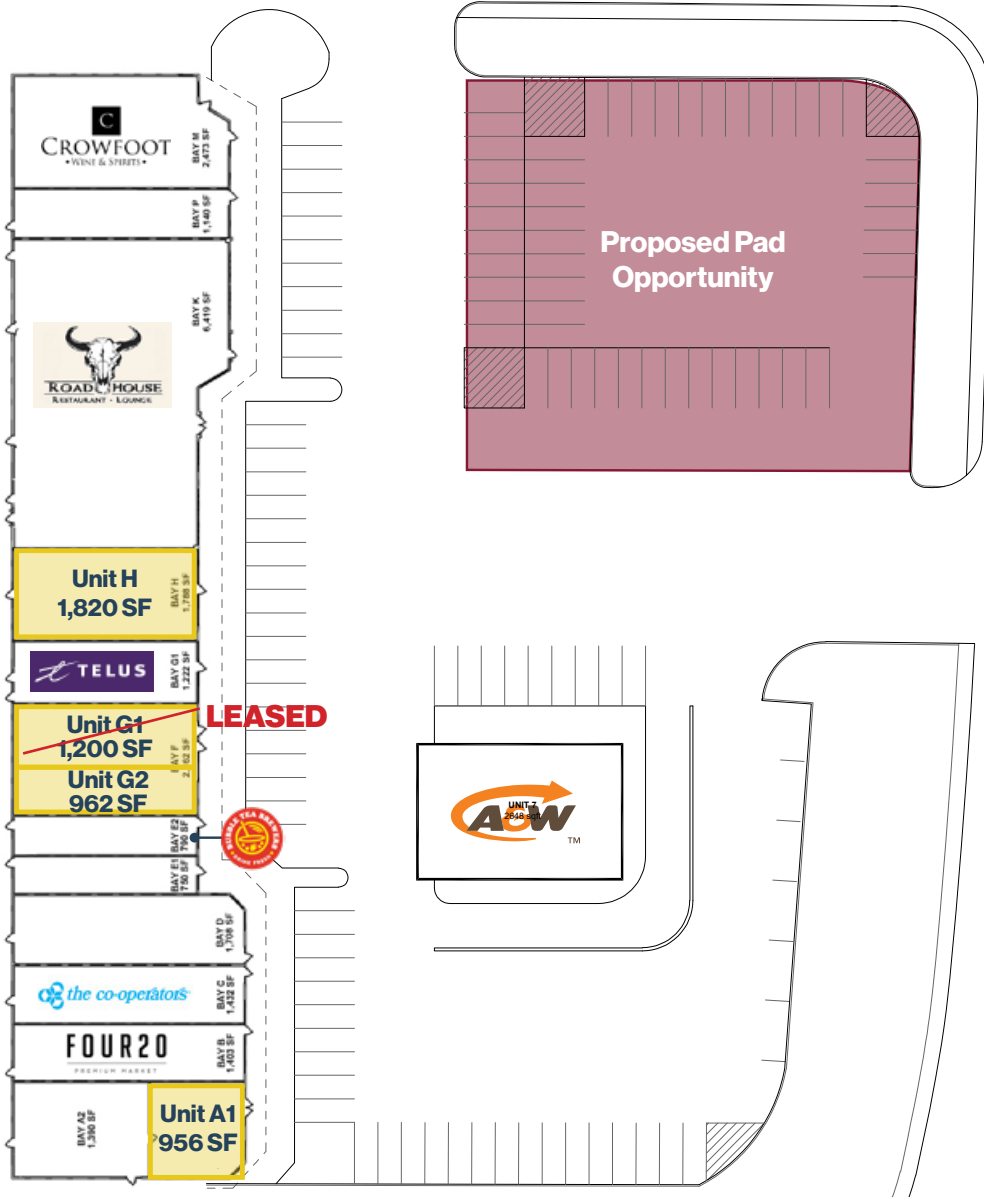 C
CROWFOOT
• WINE & SPIRITS •
BAY M
2,473 SF
BAY P
1,140 SF
BAY K
6,419 SF
ROAD HOUSE
RESTAURANT - LOUNGE
Proposed Pad
Opportunity
Unit H
1,820 SF
BAY H
1,788 SF
TELUS
BAY G1
1,222 SF
Unit G1
1,200 SF
LEASED
Unit G2
962 SF
BAY E2
790 SF
BUBBLE TEA BREWERY
BAY E1
750 SF
BAY D
1,708 SF
the co-operators
BAY C
1,432 SF
FOUR20
PREMIUM MARKET
BAY B
1,403 SF
BAY A2
1,390 SF
Unit A1
956 SF
A&W
TM
UNIT 7
2648 sqft